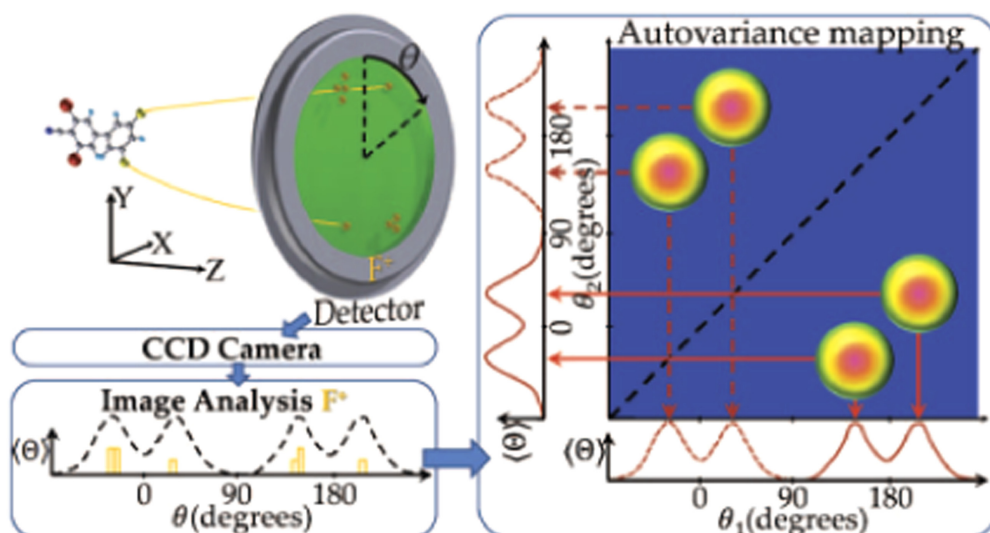 Θ
Y
X
Z
F⁺
Detector
CCD Camera
Image Analysis F⁺
⟨Θ⟩
0 90 180
θ(degrees)
Autovariance mapping
180
90
0
θ₂(degrees)
⟨Θ⟩
⟨Θ⟩
0 90 180
θ₁(degrees)